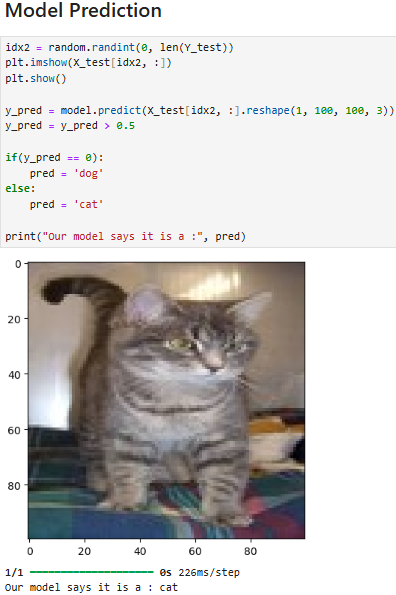 Model Prediction
idx2 = random.randint(0, len(Y_test))
plt.imshow(X_test[idx2, :])
plt.show()
y_pred = model.predict(X_test[idx2, :].reshape(1, 100, 100, 3))
y_pred = y_pred > 0.5
if(y_pred == 0):
    pred = 'dog'
else:
    pred = 'cat'
print("Our model says it is a :", pred)
0
20
40
60
80
0 20 40 60 80
1/1 ━━━━━━━━━━━━━━━━━━━━ 0s 226ms/step
Our model says it is a : cat